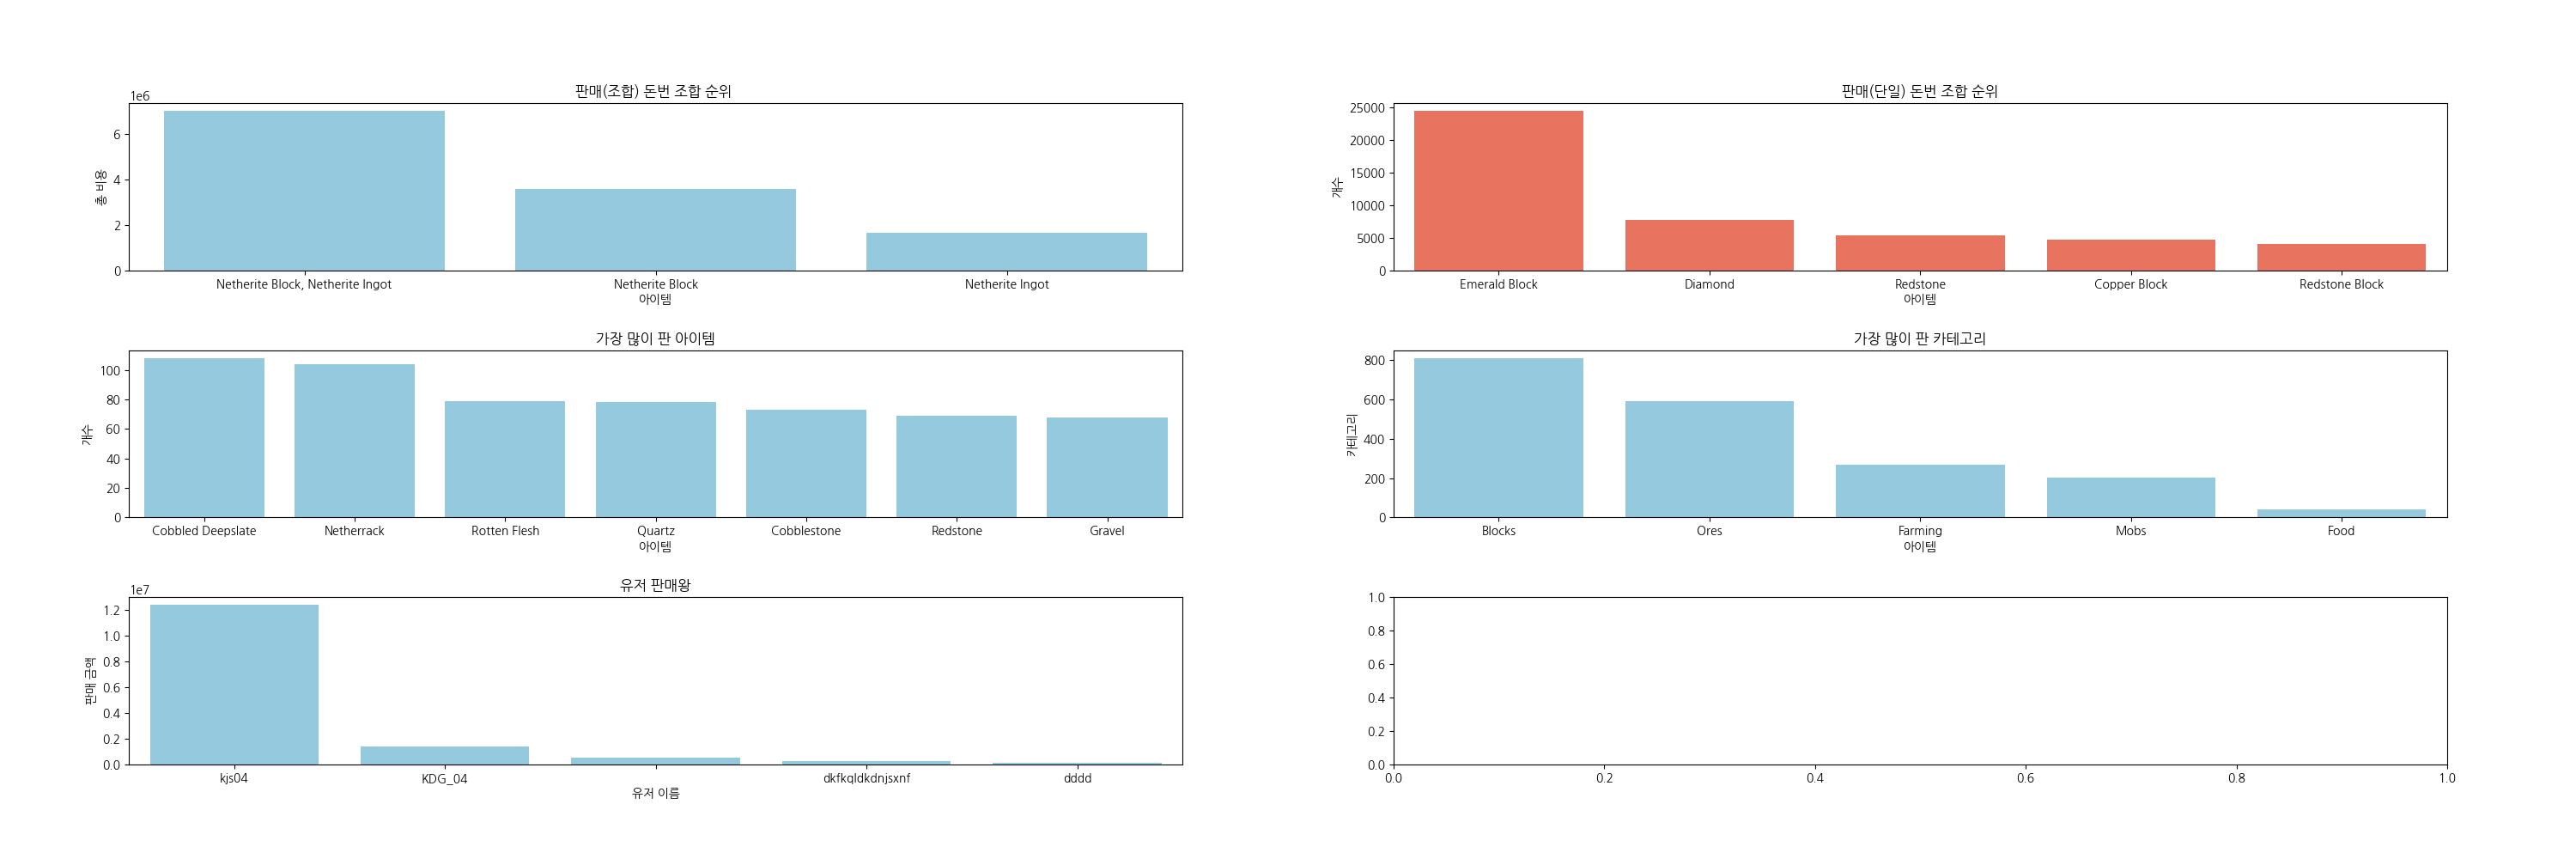 판매(조합) 돈번 조합 순위
1e6
6
4
2
0
총 비용
Netherite Block, Netherite Ingot
Netherite Block
Netherite Ingot
아이템
판매(단일) 돈번 조합 순위
25000
20000
15000
10000
5000
0
개수
Emerald Block
Diamond
Redstone
Copper Block
Redstone Block
아이템
가장 많이 판 아이템
100
80
60
40
20
0
개수
Cobbled Deepslate
Netherrack
Rotten Flesh
Quartz
Cobblestone
Redstone
Gravel
아이템
가장 많이 판 카테고리
800
600
400
200
0
카테고리
Blocks
Ores
Farming
Mobs
Food
아이템
유저 판매왕
1e7
1.2
1.0
0.8
0.6
0.4
0.2
0.0
판매 금액
kjs04
KDG_04
dkfkqldkdnjsxnf
dddd
유저 이름
1.0
0.8
0.6
0.4
0.2
0.0
0.0
0.2
0.4
0.6
0.8
1.0